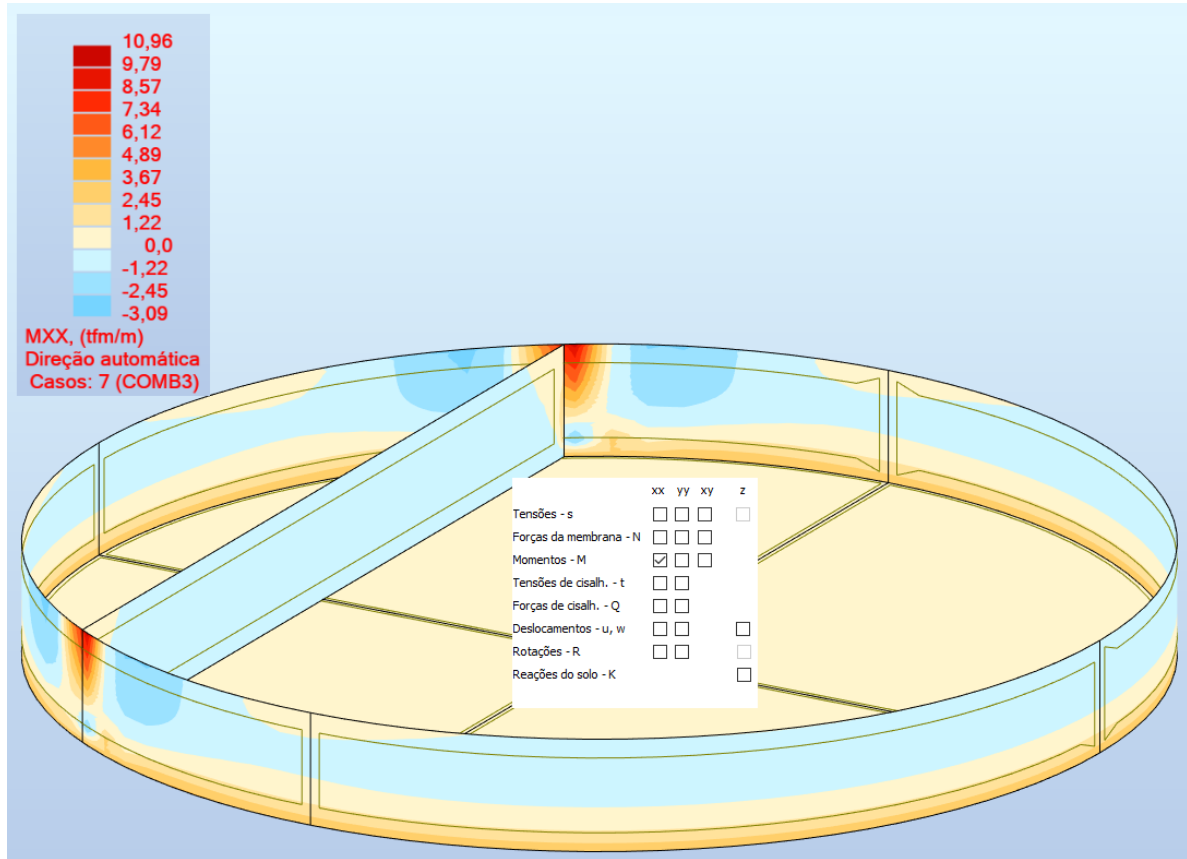 10,96
9,79
8,57
7,34
6,12
4,89
3,67
2,45
1,22
0,0
-1,22
-2,45
-3,09
MXX, (tfm/m)
Direção automática
Casos: 7 (COMB3)
xx yy xy z
Tensões - s
Forças da membrana - N
Momentos - M
Tensões de cisalh. - t
Forças de cisalh. - Q
Deslocamentos - u, w
Rotações - R
Reações do solo - K